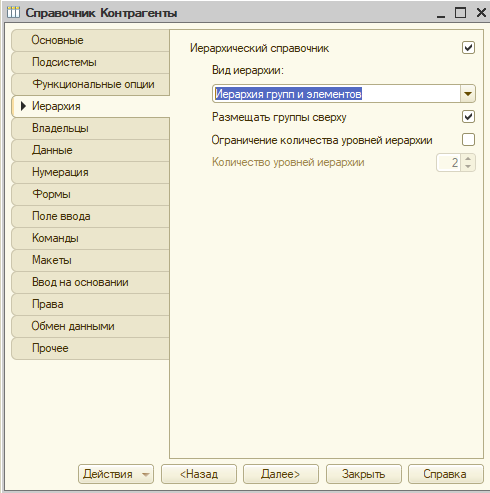 Справочник Контрагенты
Основные
Подсистемы
Функциональные опции
Иерархия
Владельцы
Данные
Нумерация
Формы
Поле ввода
Команды
Макеты
Ввод на основании
Права
Обмен данными
Прочее
Иерархический справочник
Вид иерархии:
Иерархия групп и элементов
Размещать группы сверху
Ограничение количества уровней иерархии
Количество уровней иерархии 2
Действия <Назад Далее> Закрыть Справка